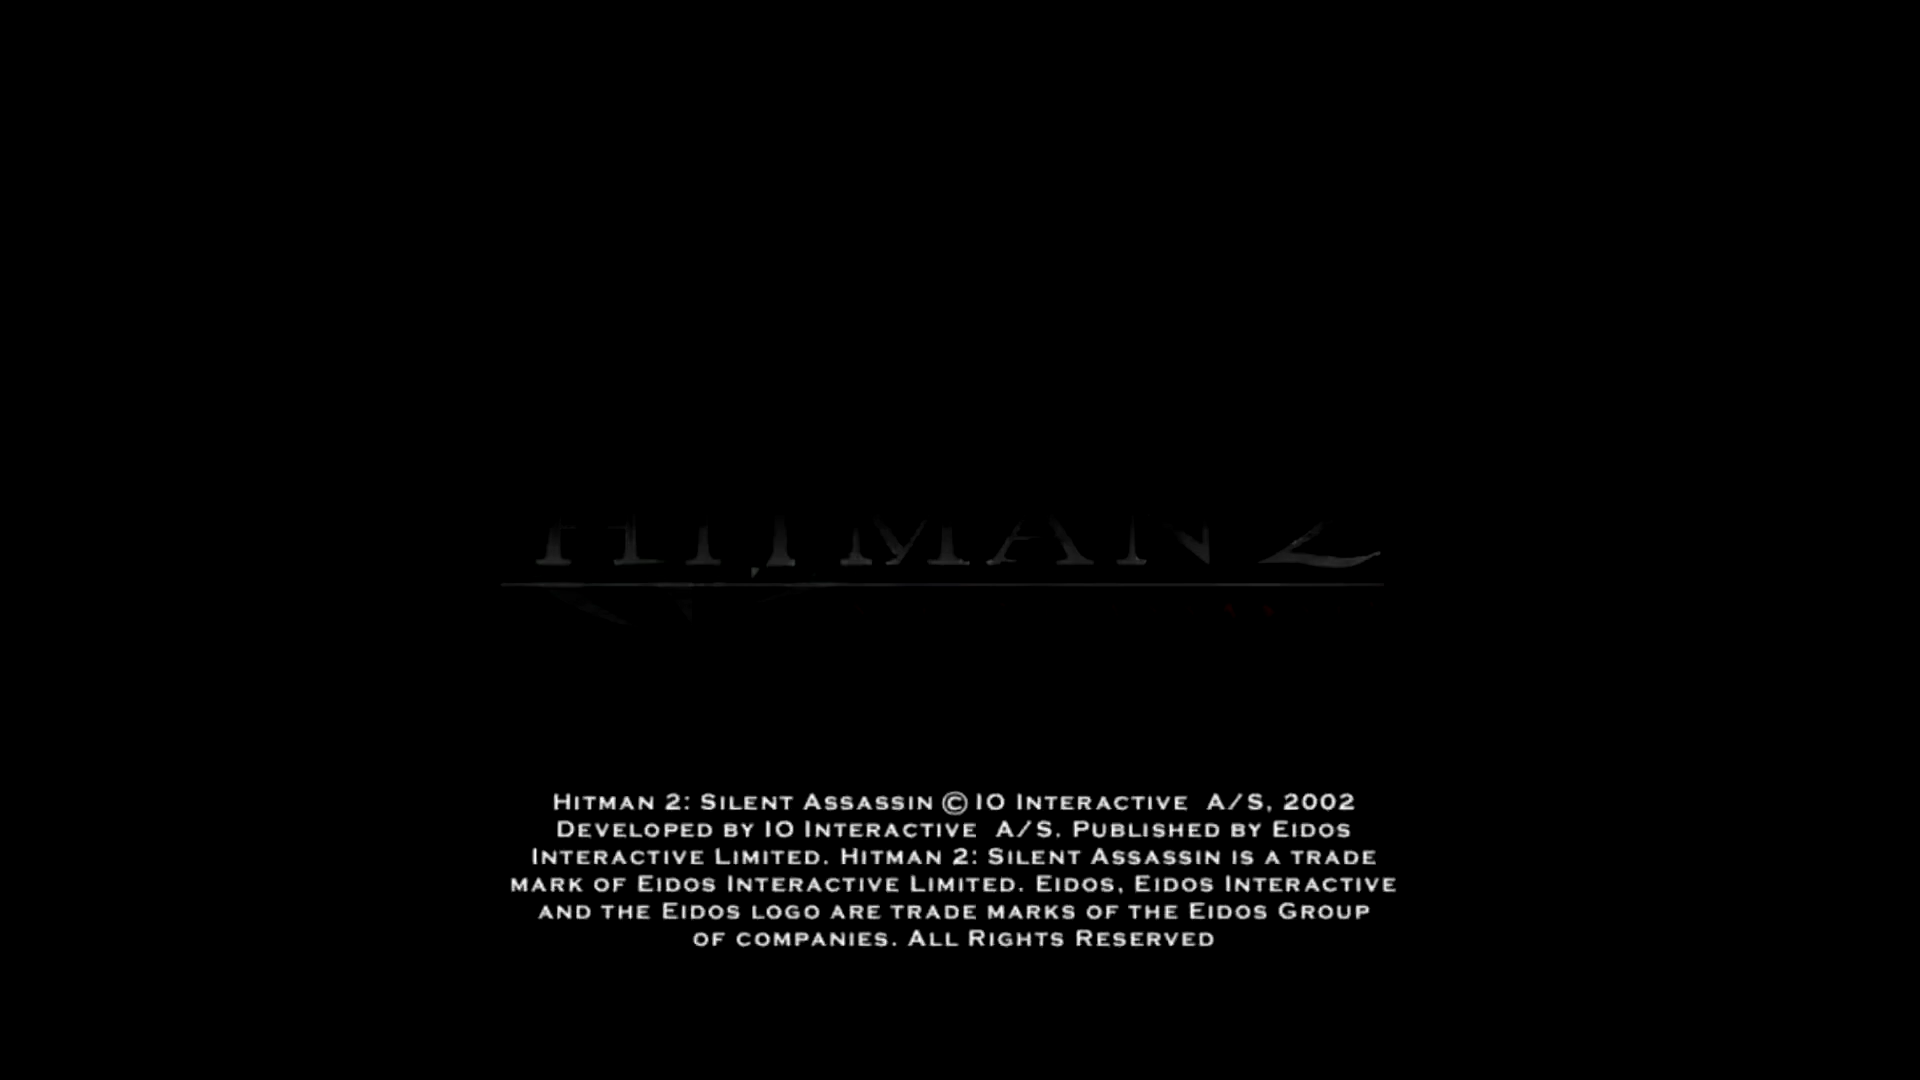 HITMAN 2
HITMAN 2: SILENT ASSASSIN © IO INTERACTIVE A/S, 2002
DEVELOPED BY IO INTERACTIVE A/S. PUBLISHED BY EIDOS
INTERACTIVE LIMITED. HITMAN 2: SILENT ASSASSIN IS A TRADE
MARK OF EIDOS INTERACTIVE LIMITED. EIDOS, EIDOS INTERACTIVE
AND THE EIDOS LOGO ARE TRADE MARKS OF THE EIDOS GROUP
OF COMPANIES. ALL RIGHTS RESERVED